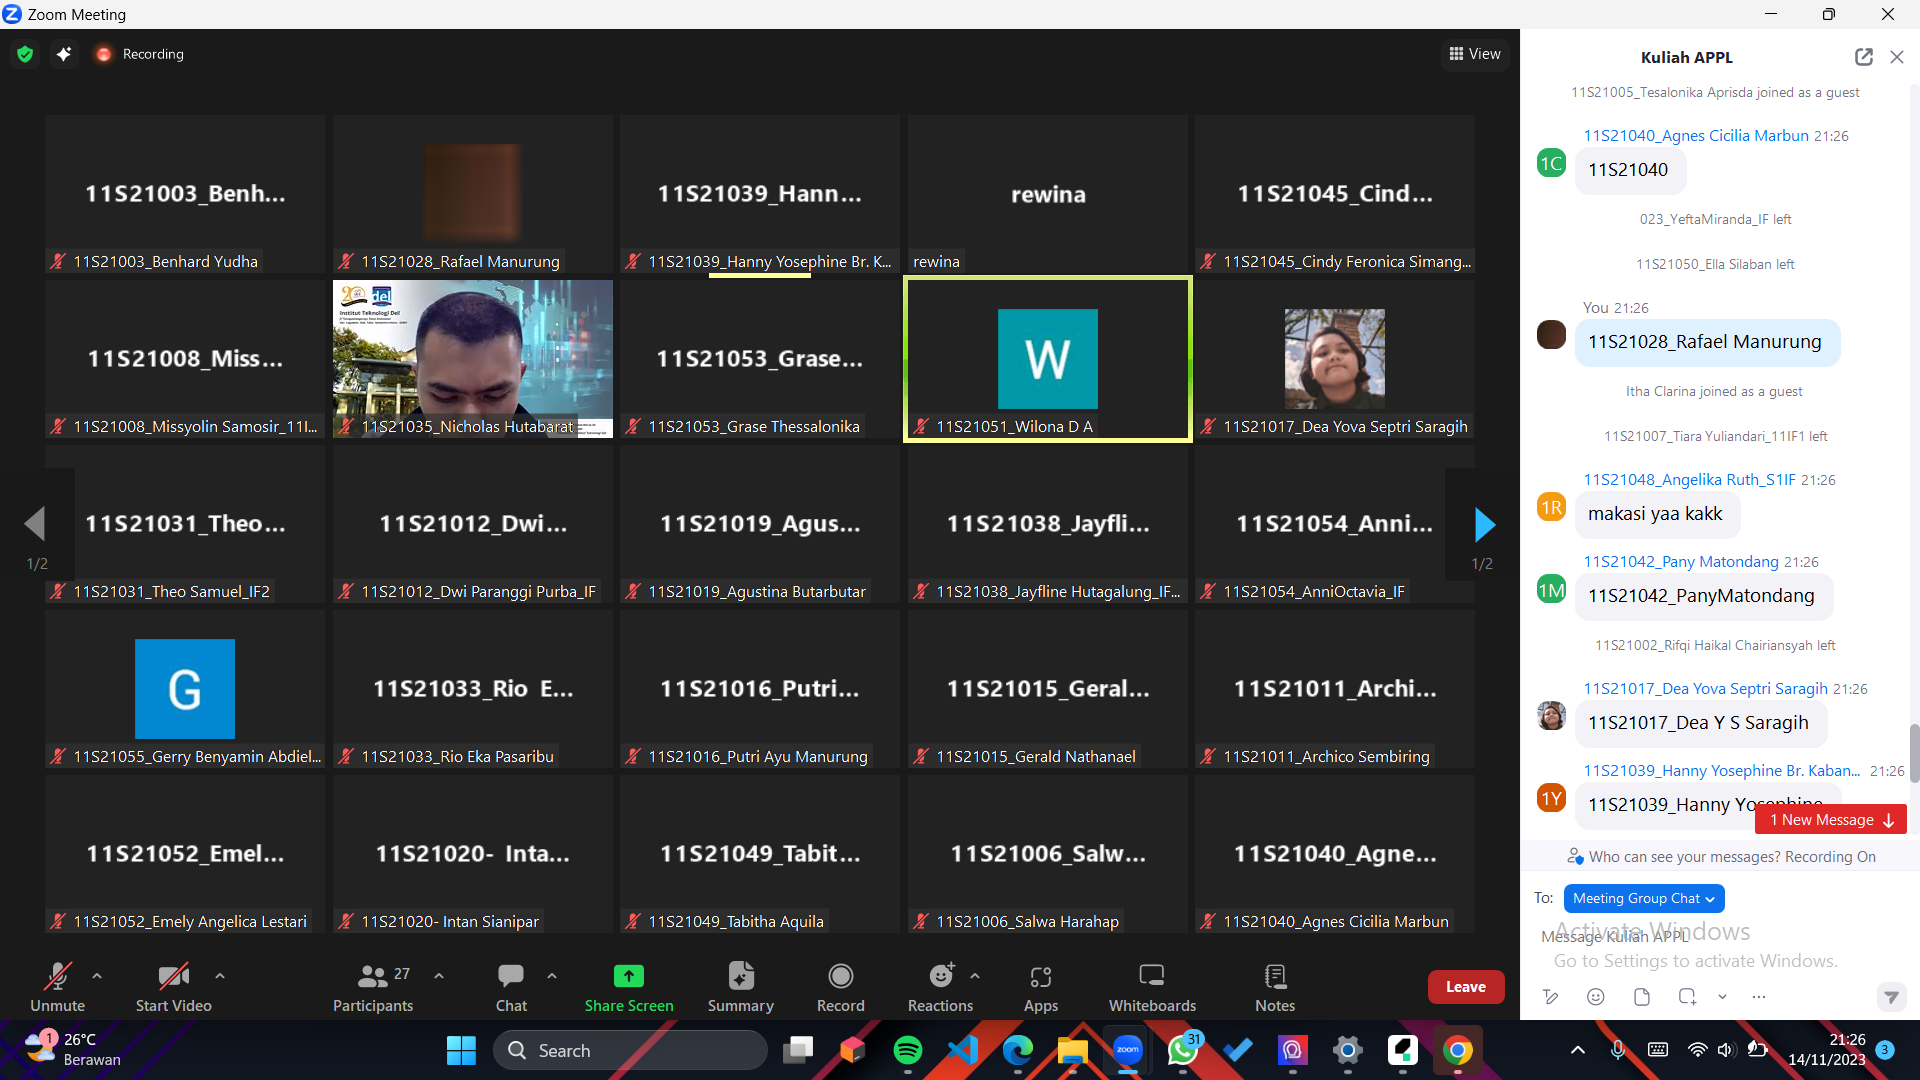 Zoom Meeting
Recording
View
11S21003_Benh...
11S21003_Benhard Yudha
11S21028_Rafael Manurung
11S21039_Hann...
11S21039_Hanny Yosephine Br. K...
rewina
rewina
11S21045_Cind...
11S21045_Cindy Feronica Simang...
11S21008_Miss...
11S21008_Missyolin Samosir_11I...
20
del
Institut Teknologi Del
11S21035_Nicholas Hutabarat
11S21053_Grase...
11S21053_Grase Thessalonika
W
11S21051_Wilona D A
11S21017_Dea Yova Septri Saragih
1/2
11S21031_Theo...
11S21031_Theo Samuel_IF2
11S21012_Dwi...
11S21012_Dwi Paranggi Purba_IF
11S21019_Agus...
11S21019_Agustina Butarbutar
11S21038_Jayfli...
11S21038_Jayfline Hutagalung_IF...
11S21054_Anni...
11S21054_AnniOctavia_IF
1/2
G
11S21055_Gerry Benyamin Abdiel...
11S21033_Rio E...
11S21033_Rio Eka Pasaribu
11S21016_Putri...
11S21016_Putri Ayu Manurung
11S21015_Geral...
11S21015_Gerald Nathanael
11S21011_Archi...
11S21011_Archico Sembiring
11S21052_Emel...
11S21052_Emely Angelica Lestari
11S21020- Inta...
11S21020- Intan Sianipar
11S21049_Tabit...
11S21049_Tabitha Aquila
11S21006_Salw...
11S21006_Salwa Harahap
11S21040_Agne...
11S21040_Agnes Cicilia Marbun
Unmute
Start Video
27
Participants
Chat
Share Screen
Summary
Record
Reactions
Apps
Whiteboards
Notes
Leave
Kuliah APPL
11S21005_Tesalonika Aprisda joined as a guest
11S21040_Agnes Cicilia Marbun 21:26
1C
11S21040
023_YeftaMiranda_IF left
11S21050_Ella Silaban left
You 21:26
11S21028_Rafael Manurung
Itha Clarina joined as a guest
11S21007_Tiara Yuliandari_11IF1 left
11S21048_Angelika Ruth_S1IF 21:26
1R
makasi yaa kakk
11S21042_Pany Matondang 21:26
1M
11S21042_PanyMatondang
11S21002_Rifqi Haikal Chairiansyah left
11S21017_Dea Yova Septri Saragih 21:26
11S21017_Dea Y S Saragih
11S21039_Hanny Yosephine Br. Kaban... 21:26
1Y
11S21039_Hanny Yosephine
1 New Message
Who can see your messages? Recording On
To: Meeting Group Chat
Message Kuliah APPL
Activate Windows
Go to Settings to activate Windows.
1
26°C
Berawan
Search
zoom
31
21:26
14/11/2023
3